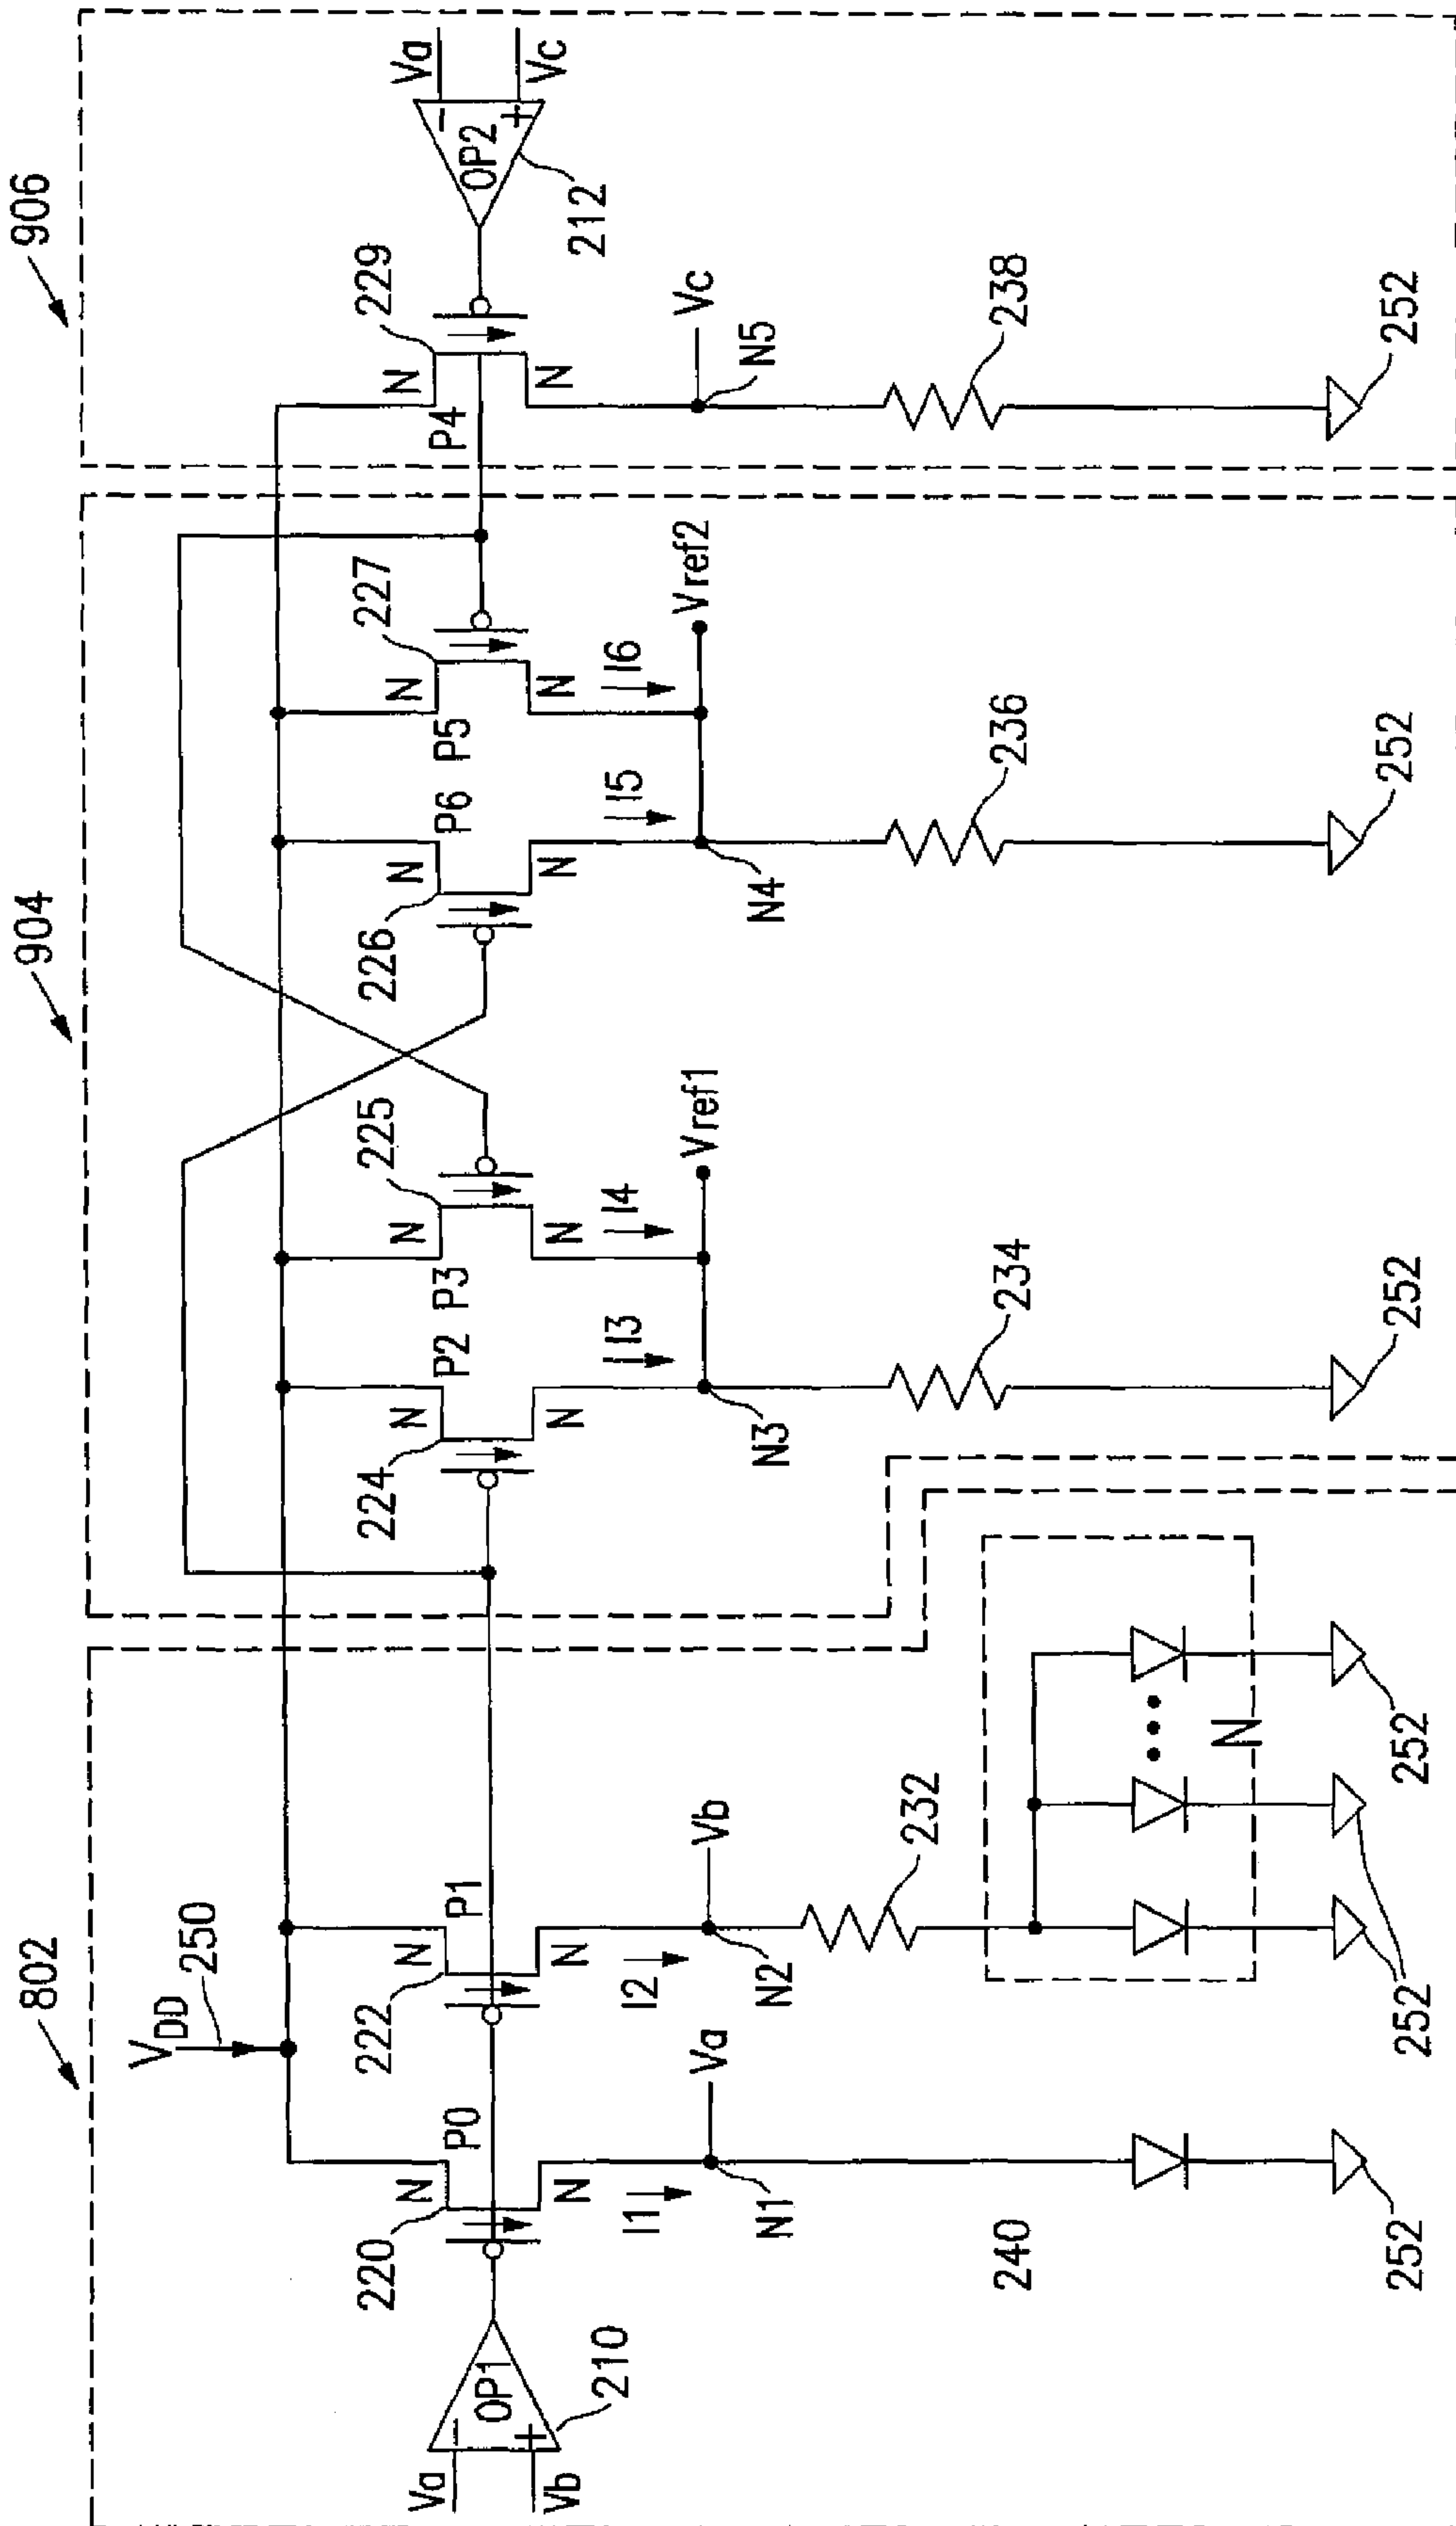 802
904
906
VDD
250
220
N
P0
N
222
N
P1
N
224
N
P2
N
225
N
P3
N
226
N
P6
N
227
N
P5
N
229
N
P4
N
Va
Vb
OP1
-
+
210
Va
Vc
OP2
-
+
212
I1
I2
I3
I4
I5
I6
Va
N1
Vb
N2
Vref1
N3
Vref2
N4
Vc
N5
232
234
236
238
240
N
252
252
252
252
252
252